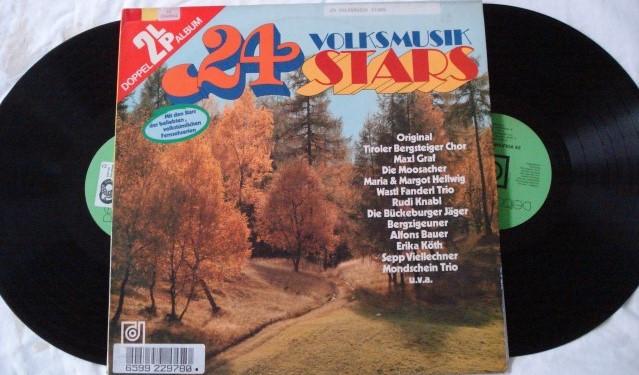 DOPPEL 2LP ALBUM
24 VOLKSMUSIK
STARS
Mit den Stars
der beliebten,
volkstümlichen
Fernsehserien
Original
Tiroler Bergsteiger Chor
Maxl Graf
Die Moosacher
Maria & Margot Hellwig
Wastl Fanderl Trio
Rudi Knabl
Die Bückeburger Jäger
Bergzigeuner
Alfons Bauer
Erika Köth
Sepp Viellechner
Mondschein Trio
u.v.a.
6599 229780